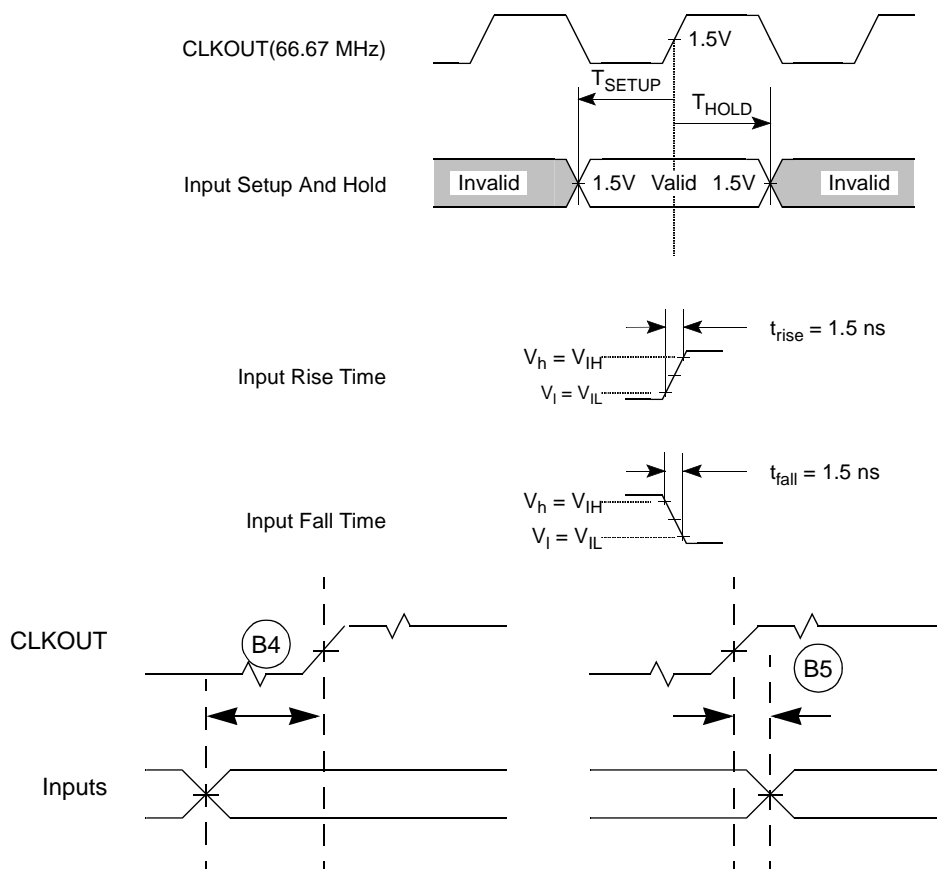 CLKOUT(66.67 MHz)
1.5V
TSETUP
THOLD
Input Setup And Hold
Invalid
1.5V Valid 1.5V
Invalid
trise = 1.5 ns
Vh = VIH
Input Rise Time
Vl = VIL
tfall = 1.5 ns
Vh = VIH
Input Fall Time
Vl = VIL
CLKOUT
B4
B5
Inputs